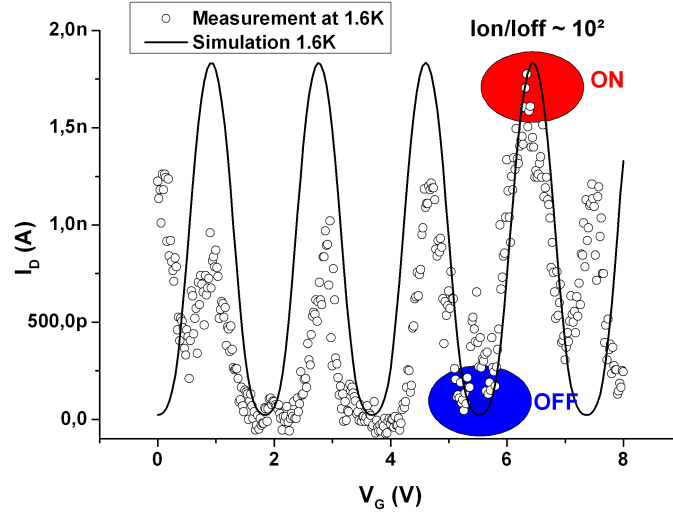 Measurement at 1.6K
Simulation 1.6K
Ion/Ioff ~ 10²
ON
OFF
2,0n
1,5n
1,0n
500,0p
0,0
I_D (A)
0 2 4 6 8
V_G (V)